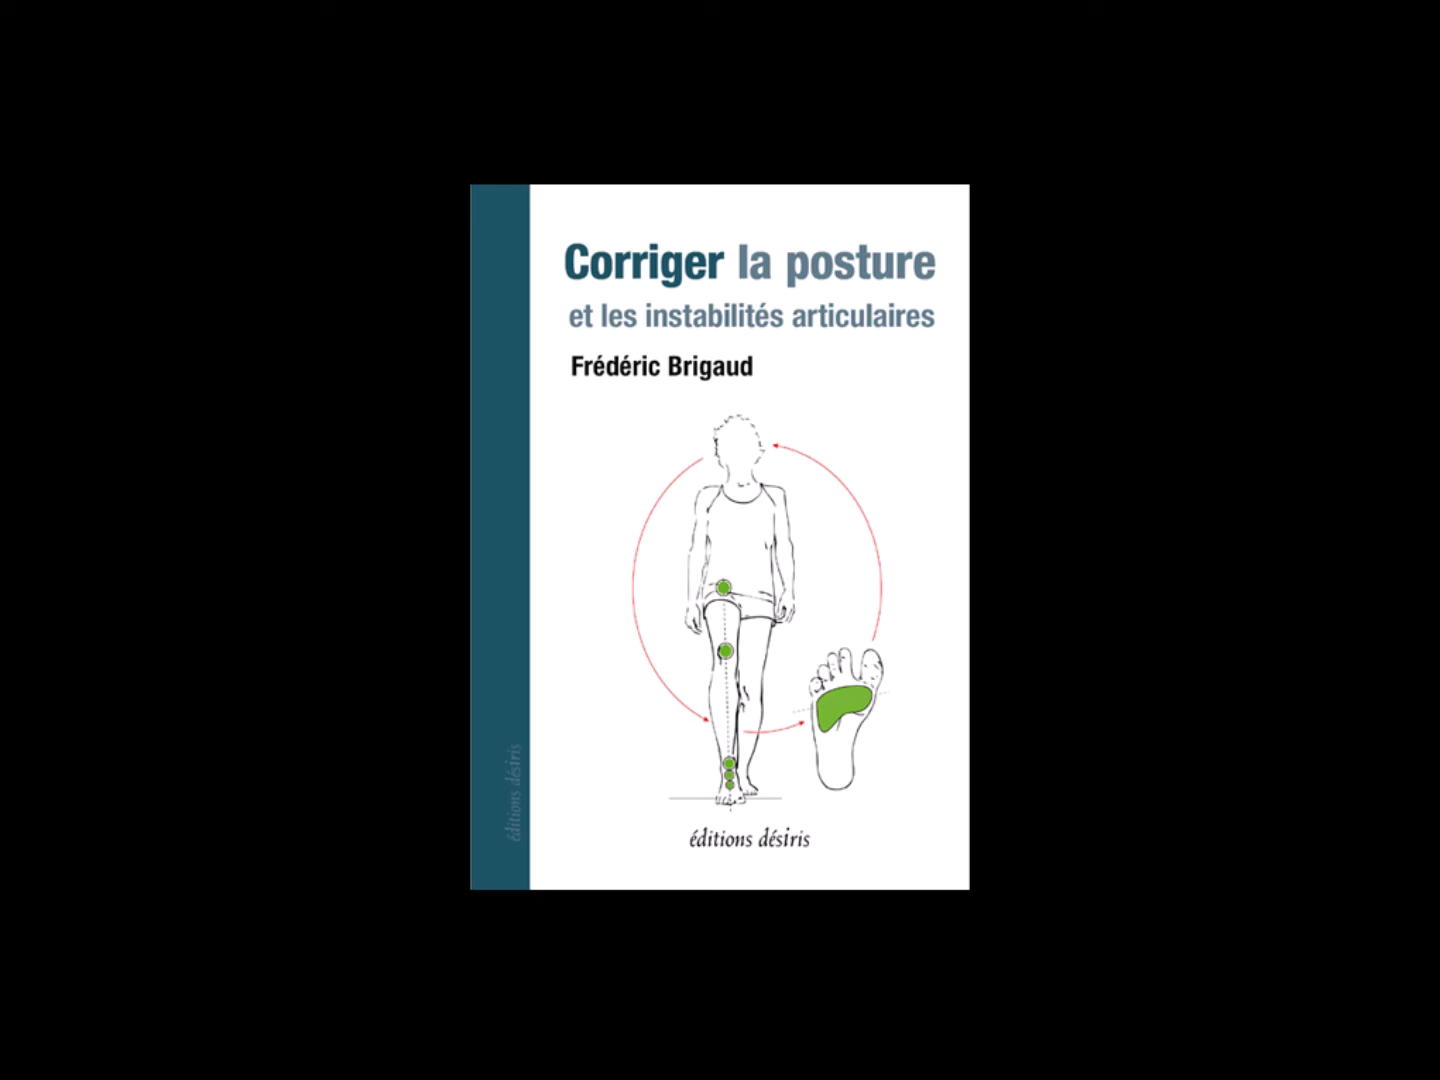 Corriger la posture
et les instabilités articulaires
Frédéric Brigaud
éditions désiris
éditions désiris